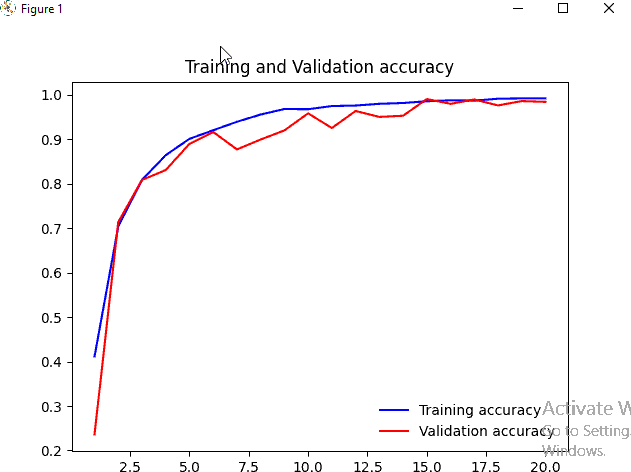 Figure 1
Training and Validation accuracy
1.0
0.9
0.8
0.7
0.6
0.5
0.4
0.3
0.2
Training accuracy
Validation accuracy
Activate W
Go to Setting
Windows.
2.5 5.0 7.5 10.0 12.5 15.0 17.5 20.0